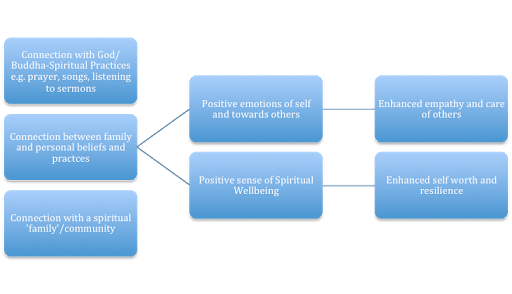 Connection with God/
Buddha-Spiritual Practices
e.g. prayer, songs, listening
to sermons
Connection between family
and personal beliefs and
practces
Connection with a spiritual
'family'/community
Positive emotions of self
and towards others
Positive sense of Spiritual
Wellbeing
Enhanced empathy and care
of others
Enhanced self worth and
resilience